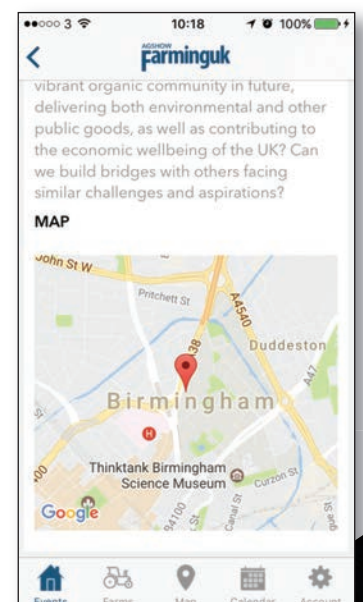 3 10:18 100%
AGSHOW
Farminguk
vibrant organic community in future,
delivering both environmental and other
public goods, as well as contributing to
the economic wellbeing of the UK? Can
we build bridges with others facing
similar challenges and aspirations?
MAP
John St W
Pritchett St
A4540
38
Duddeston
A47
Birmingham
H
Thinktank Birmingham
Science Museum
Curzon St
Google
A4100
Canal St
Events Farms Map Calendar Account